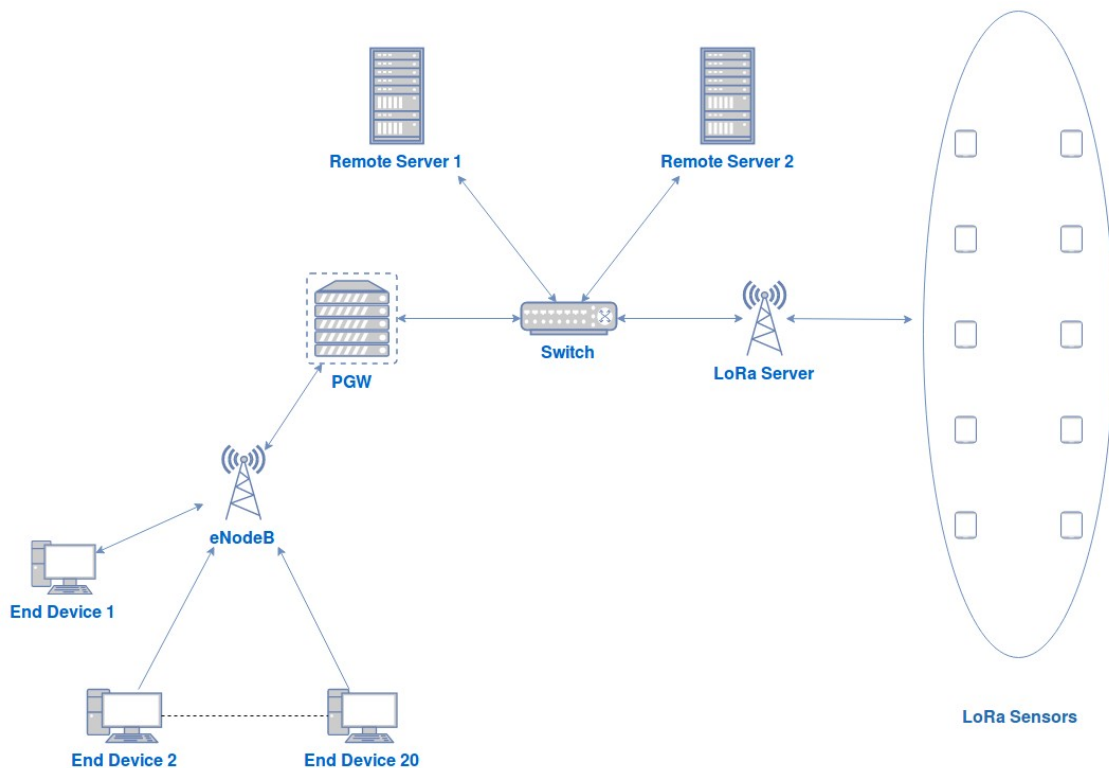 Remote Server 1
Remote Server 2
Switch
PGW
LoRa Server
eNodeB
End Device 1
LoRa Sensors
End Device 2
End Device 20